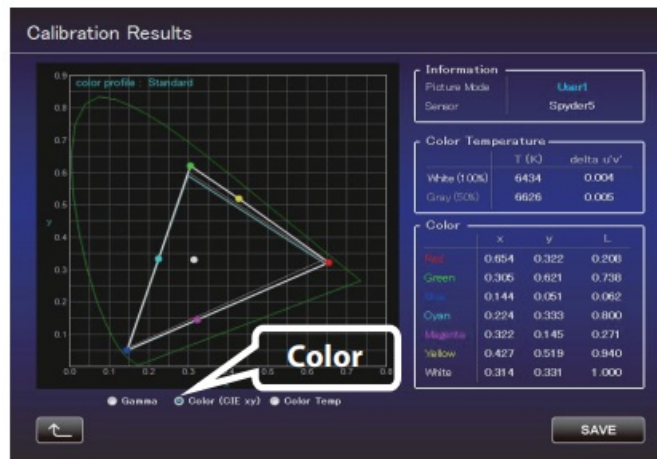 Calibration Results
color profile : Standard
0.9
0.8
0.7
0.6
0.5
y
0.4
0.3
0.2
0.1
0.0 0.1 0.2 0.3 0.4 0.5 0.6 0.7 0.8
Color
Gamma Color (CIE xy) Color Temp
Information
Picture Mode User1
Sensor Spyder5
Color Temperature
T (K) delta u'v'
White (100%) 6434 0.004
Gray (50%) 6626 0.005
Color
x y L
Red 0.654 0.322 0.208
Green 0.305 0.621 0.738
Blue 0.144 0.051 0.062
Cyan 0.224 0.333 0.800
Magenta 0.322 0.145 0.271
Yellow 0.427 0.519 0.940
White 0.314 0.331 1.000
SAVE